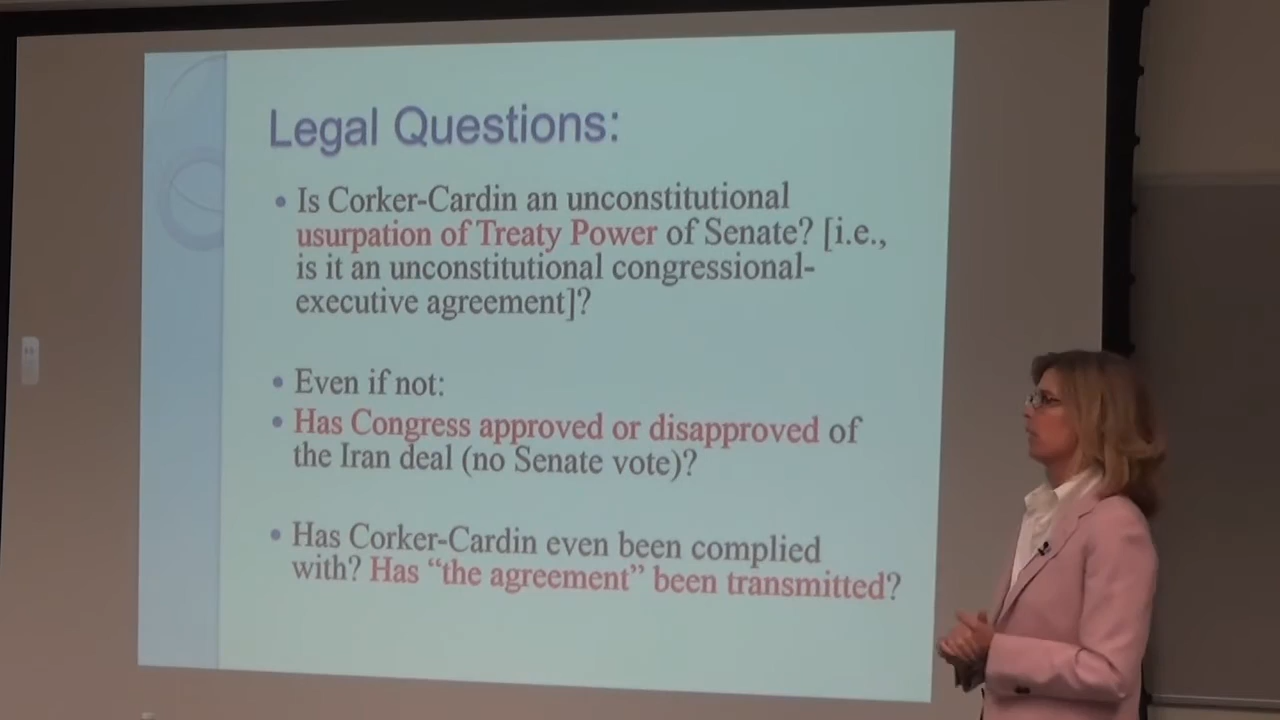 Legal Questions:
• Is Corker-Cardin an unconstitutional
usurpation of Treaty Power of Senate? [i.e.,
is it an unconstitutional congressional-
executive agreement]?
• Even if not:
• Has Congress approved or disapproved of
the Iran deal (no Senate vote)?
• Has Corker-Cardin even been complied
with? Has “the agreement” been transmitted?